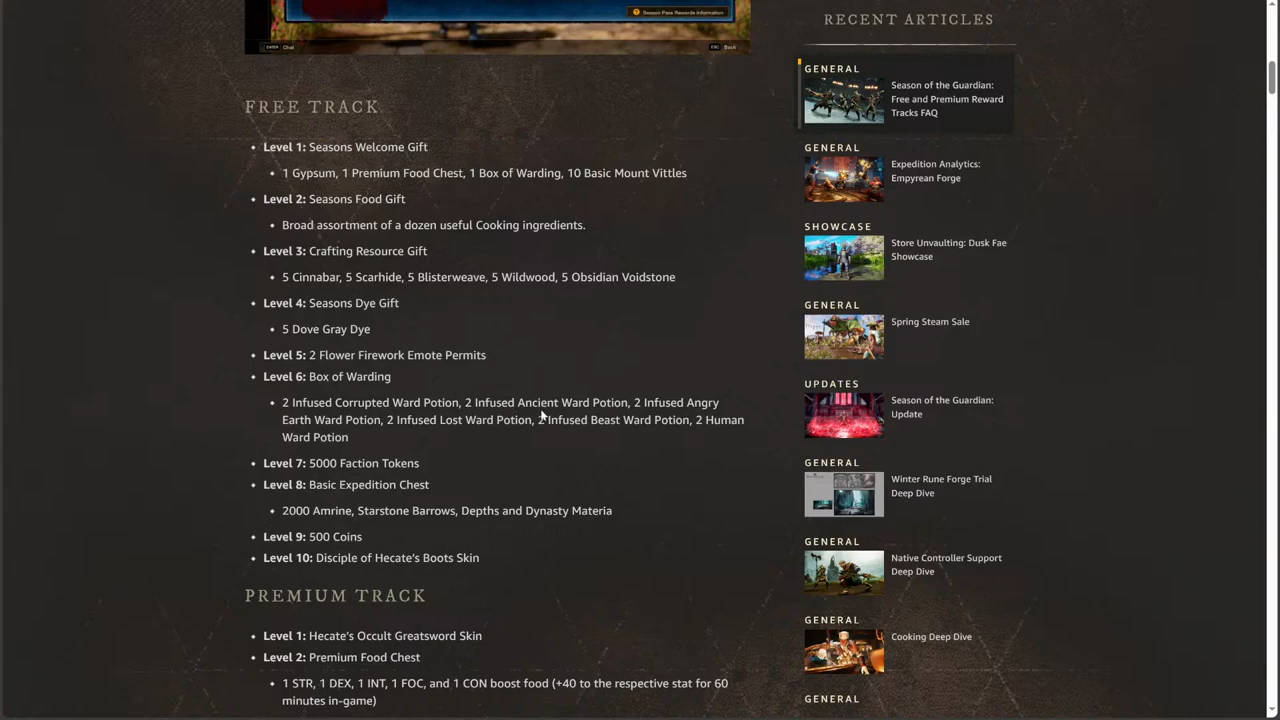 Season Pass Rewards Information
ENTER Chat
ESC Back
FREE TRACK
Level 1: Seasons Welcome Gift
1 Gypsum, 1 Premium Food Chest, 1 Box of Warding, 10 Basic Mount Vittles
Level 2: Seasons Food Gift
Broad assortment of a dozen useful Cooking ingredients.
Level 3: Crafting Resource Gift
5 Cinnabar, 5 Scarhide, 5 Blisterweave, 5 Wildwood, 5 Obsidian Voidstone
Level 4: Seasons Dye Gift
5 Dove Gray Dye
Level 5: 2 Flower Firework Emote Permits
Level 6: Box of Warding
2 Infused Corrupted Ward Potion, 2 Infused Ancient Ward Potion, 2 Infused Angry
Earth Ward Potion, 2 Infused Lost Ward Potion, 2 Infused Beast Ward Potion, 2 Human
Ward Potion
Level 7: 5000 Faction Tokens
Level 8: Basic Expedition Chest
2000 Amrine, Starstone Barrows, Depths and Dynasty Materia
Level 9: 500 Coins
Level 10: Disciple of Hecate's Boots Skin
PREMIUM TRACK
Level 1: Hecate's Occult Greatsword Skin
Level 2: Premium Food Chest
1 STR, 1 DEX, 1 INT, 1 FOC, and 1 CON boost food (+40 to the respective stat for 60
minutes in-game)
RECENT ARTICLES
GENERAL
Season of the Guardian:
Free and Premium Reward
Tracks FAQ
GENERAL
Expedition Analytics:
Empyrean Forge
SHOWCASE
Store Unvaulting: Dusk Fae
Showcase
GENERAL
Spring Steam Sale
UPDATES
Season of the Guardian:
Update
GENERAL
Winter Rune Forge Trial
Deep Dive
GENERAL
Native Controller Support
Deep Dive
GENERAL
Cooking Deep Dive
GENERAL